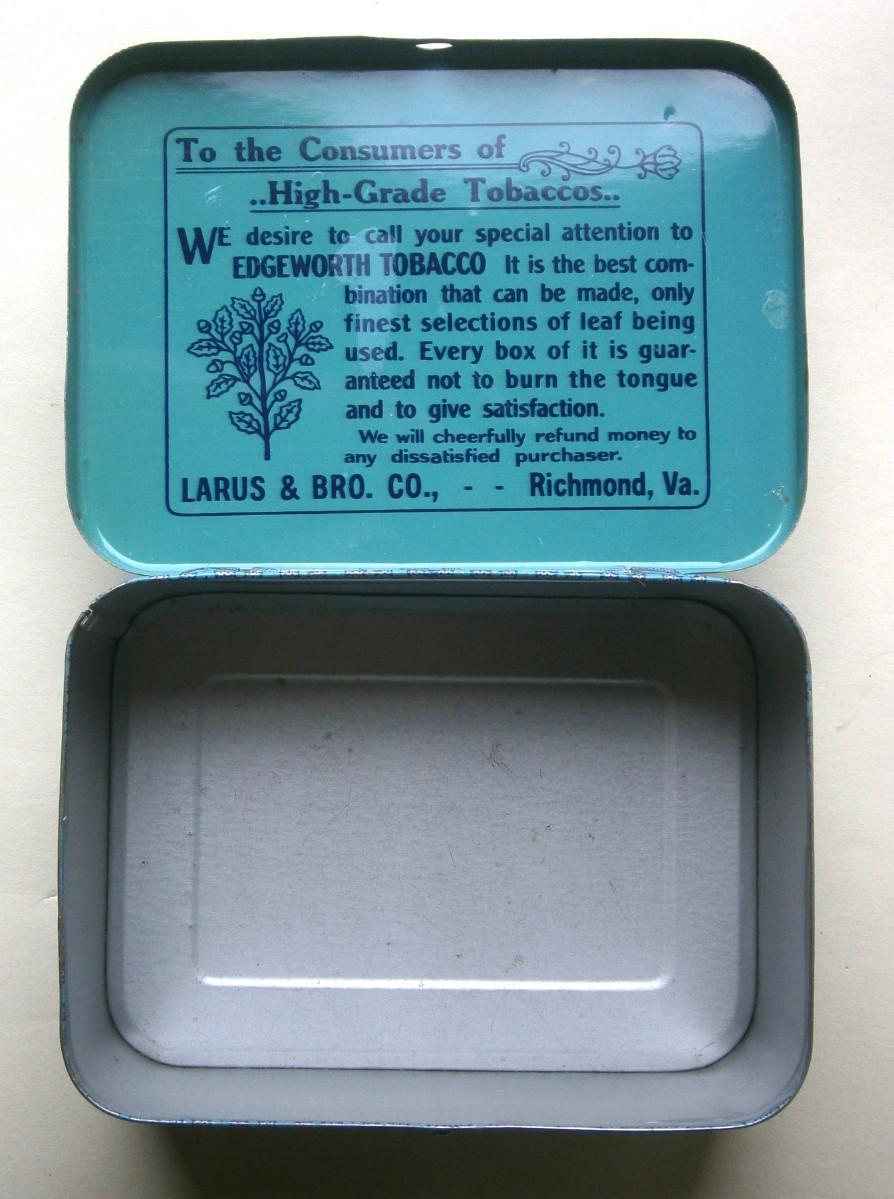 To the Consumers of
..High-Grade Tobaccos..
WE desire to call your special attention to
EDGEWORTH TOBACCO It is the best com-
bination that can be made, only
finest selections of leaf being
used. Every box of it is guar-
anteed not to burn the tongue
and to give satisfaction.
We will cheerfully refund money to
any dissatisfied purchaser.
LARUS & BRO. CO., - - Richmond, Va.